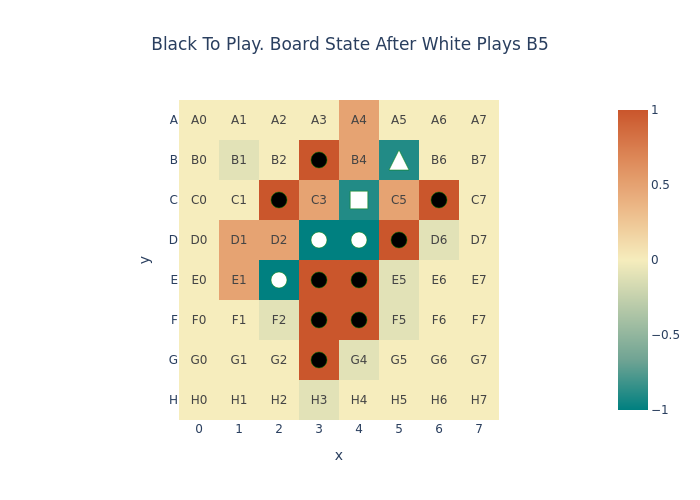 Black To Play. Board State After White Plays B5
A A0 A1 A2 A3 A4 A5 A6 A7
B B0 B1 B2 B4 B6 B7
C C0 C1 C3 C5 C7
D D0 D1 D2 D6 D7
E E0 E1 E5 E6 E7
F F0 F1 F2 F5 F6 F7
G G0 G1 G2 G4 G5 G6 G7
H H0 H1 H2 H3 H4 H5 H6 H7
0 1 2 3 4 5 6 7
x
y
1
0.5
0
−0.5
−1